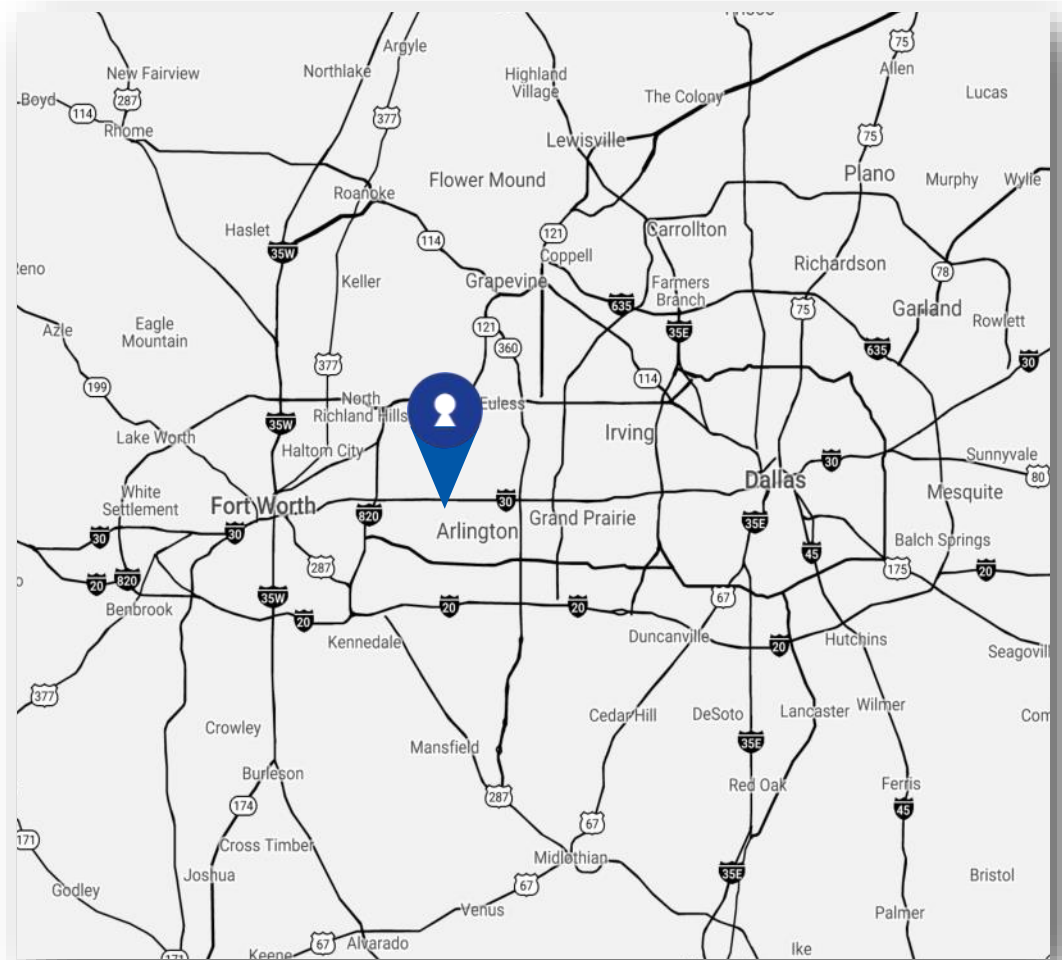 Argyle
75
New Fairview
Northlake
Allen
Highland
Village
287
The Colony
Lucas
Boyd
114
377
Rhome
75
Lewisville
Plano
Flower Mound
Murphy
Wylie
Roanoke
Haslet
121
Carrollton
114
35W
Coppell
Richardson
78
Keller
Grapevine
Farmers
Branch
635
75
Garland
Rowlett
Eagle
Mountain
Azle
121
35E
360
635
30
377
114
199
North
Richland Hills
Euless
35W
Irving
Lake Worth
Haltom City
30
Sunnyvale
80
Dallas
White
Settlement
Fort Worth
30
Mesquite
820
Grand Prairie
35E
Arlington
30
30
45
Balch Springs
287
175
20
820
20
35W
67
Benbrook
20
20
20
Kennedale
Duncanville
20
Hutchins
Seagovill
377
Crowley
Cedar Hill
DeSoto
Lancaster
Wilmer
Com
Mansfield
35E
Burleson
Red Oak
Ferris
287
174
45
67
171
Cross Timber
Midlothian
Joshua
35E
Bristol
Godley
67
Venus
Palmer
67
Alvarado
Ike
Keene
171